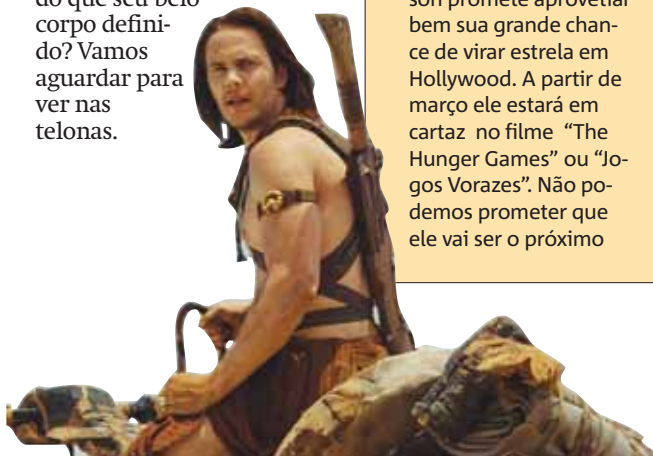 do que seu belo
corpo defini-
do? Vamos
aguardar para
ver nas
telonas.
son promete aproveitar
bem sua grande chan-
ce de virar estrela em
Hollywood. A partir de
março ele estará em
cartaz no filme “The
Hunger Games” ou “Jo-
gos Vorazes”. Não po-
demos prometer que
ele vai ser o próximo